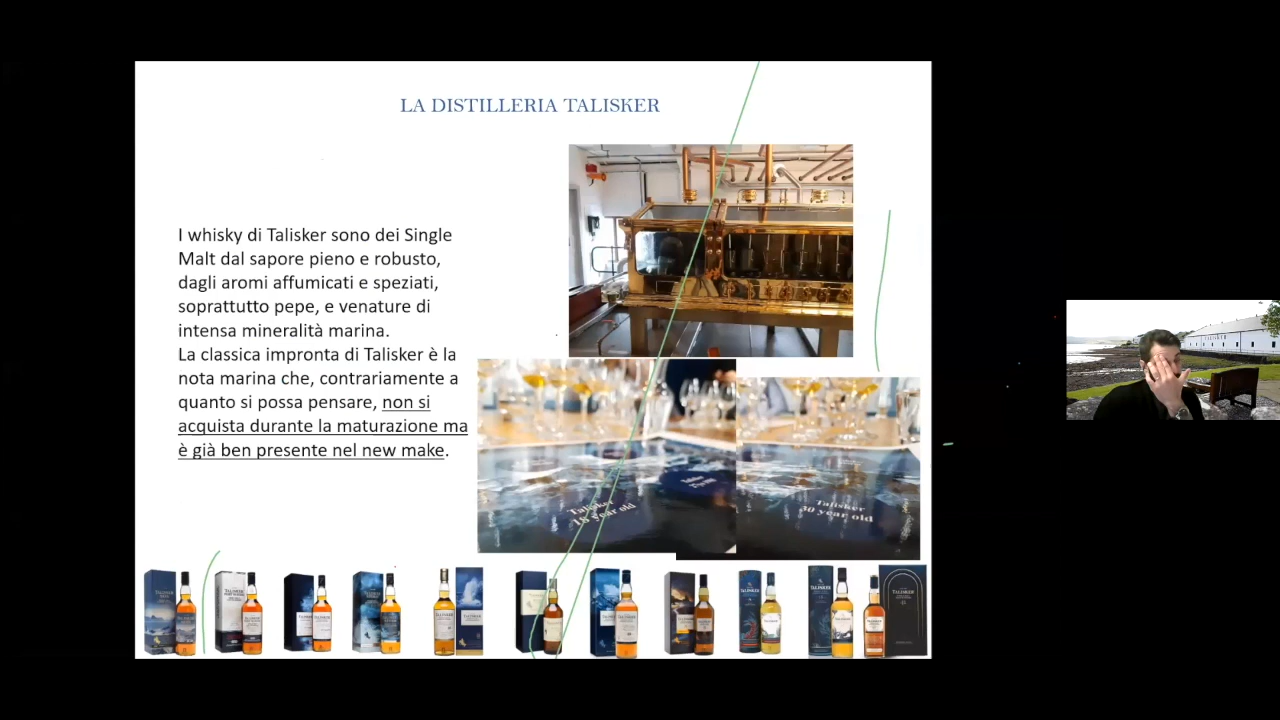 LA DISTILLERIA TALISKER
I whisky di Talisker sono dei Single
Malt dal sapore pieno e robusto,
dagli aromi affumicati e speziati,
soprattutto pepe, e venature di
intensa mineralità marina.
La classica impronta di Talisker è la
nota marina che, contrariamente a
quanto si possa pensare, non si
acquista durante la maturazione ma
è già ben presente nel new make.
Talisker
18 year old
Talisker
Talisker
30 year old